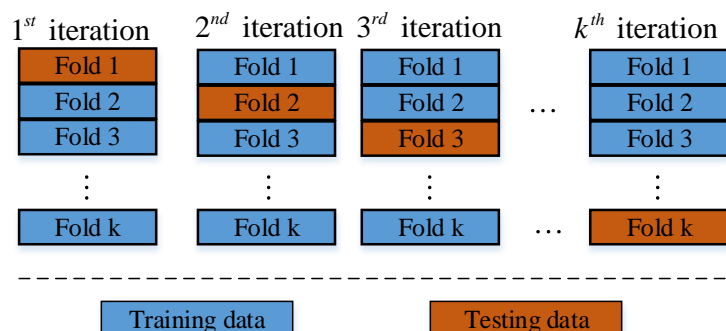 1st iteration 2nd iteration 3rd iteration kth iteration
Fold 1 Fold 1 Fold 1 Fold 1
Fold 2 Fold 2 Fold 2 ... Fold 2
Fold 3 Fold 3 Fold 3 Fold 3
⋮ ⋮ ⋮ ⋮
Fold k Fold k Fold k ... Fold k
Training data Testing data